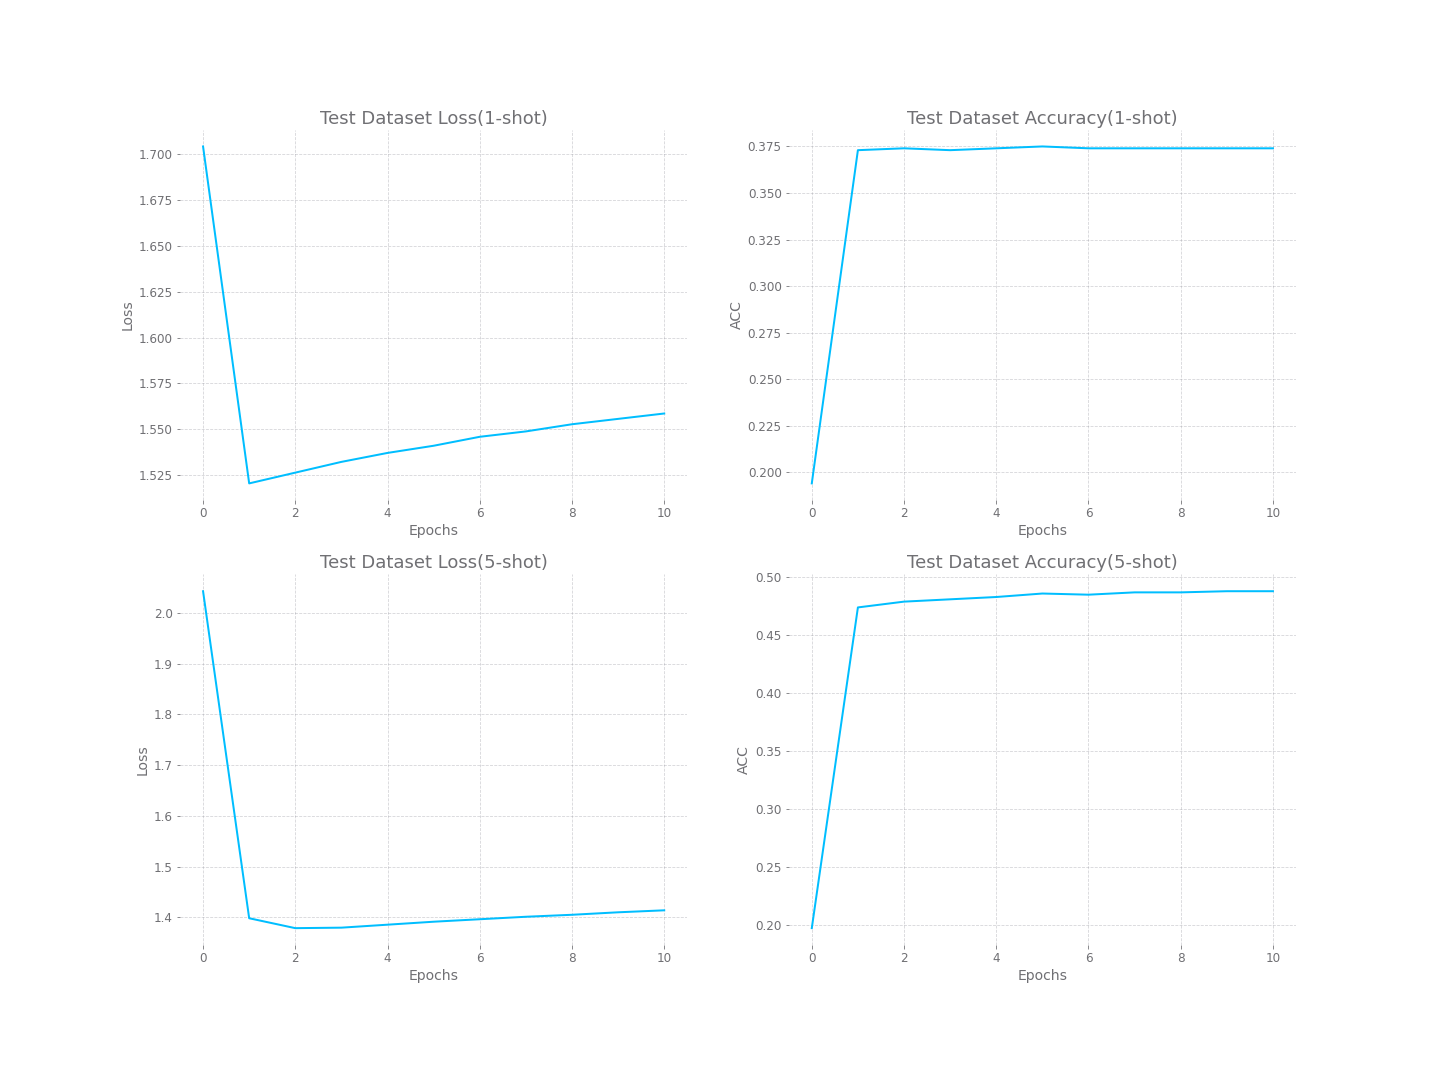 Test Dataset Loss(1-shot)
1.700
1.675
1.650
1.625
1.600
1.575
1.550
1.525
Loss
0 2 4 6 8 10
Epochs
Test Dataset Accuracy(1-shot)
0.375
0.350
0.325
0.300
0.275
0.250
0.225
0.200
ACC
0 2 4 6 8 10
Epochs
Test Dataset Loss(5-shot)
2.0
1.9
1.8
1.7
1.6
1.5
1.4
Loss
0 2 4 6 8 10
Epochs
Test Dataset Accuracy(5-shot)
0.50
0.45
0.40
0.35
0.30
0.25
0.20
ACC
0 2 4 6 8 10
Epochs